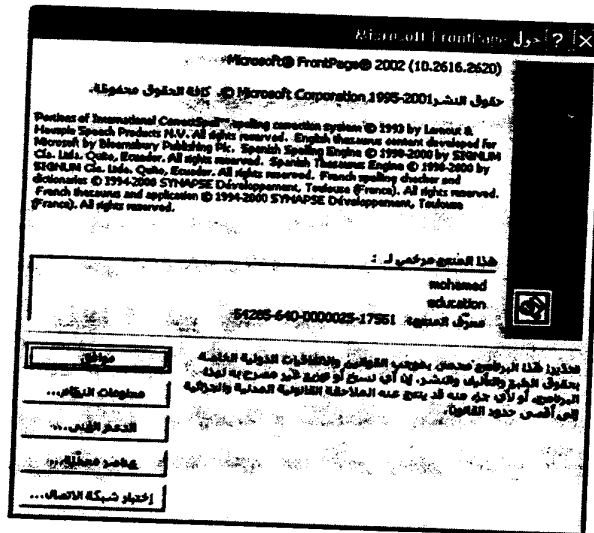 حول Microsoft FrontPage
Microsoft® FrontPage® 2002 (10.2616.2620)
حقوق النشر Microsoft Corporation 1995-2001 ©. كافة الحقوق محفوظة.
Portions of International CorrectSpell™ spelling correction system © 1993 by Lernout &
Hauspie Speech Products N.V. All rights reserved. English thesaurus content developed for
Microsoft by Bloomsbury Publishing Plc. Spanish Spelling Engine © 1998-2000 by SIGNUM
Cía. Ltda. Quito, Ecuador. All rights reserved. Spanish Thesaurus Engine © 1998-2000 by
SIGNUM Cía. Ltda. Quito, Ecuador. All rights reserved. French spelling checker and
dictionaries © 1994-2000 SYNAPSE Développement, Toulouse (France). All rights reserved.
French thesaurus and application © 1994-2000 SYNAPSE Développement, Toulouse
(France). All rights reserved.
هذا المنتج مرخص لـ :
mohamed
education
معرّف المنتج: 54285-640-0000025-17551
تحذير: هذا البرنامج محمي بموجب القوانين والاتفاقيات الدولية الخاصة
بحقوق الطبع والتأليف والنشر. إذا أي نسخ أو توزيع غير مصرح به لهذا
البرنامج، أو لأي جزء منه قد ينتج عنه الملاحقة القانونية المدنية والجزائية
إلى أقصى حدود القانون.
موافق
معلومات النظام...
الدعم الفني...
عناصر معطّلة...
إختبار شبكة الاتصال...